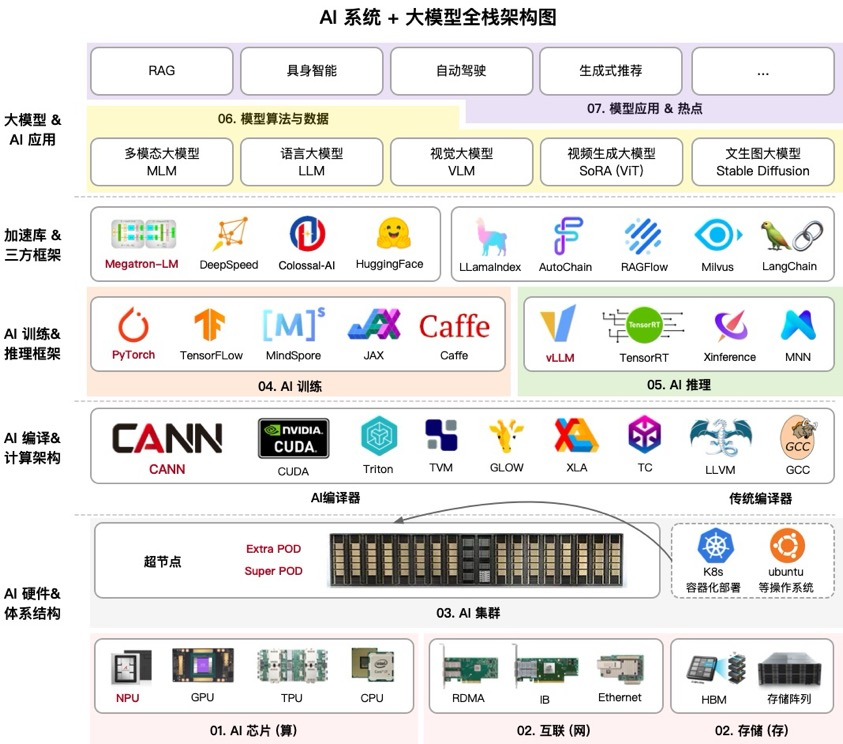 AI 系统 + 大模型全栈架构图
大模型 &
AI 应用
RAG
具身智能
自动驾驶
生成式推荐
...
07. 模型应用 & 热点
06. 模型算法与数据
多模态大模型
MLM
语言大模型
LLM
视觉大模型
VLM
视频生成大模型
SoRA (ViT)
文生图大模型
Stable Diffusion
加速库 &
三方框架
Megatron-LM
DeepSpeed
Colossal-AI
HuggingFace
LLamaIndex
AutoChain
RAGFlow
Milvus
LangChain
AI 训练&
推理框架
[M]s
Caffe
PyTorch
TensorFLow
MindSpore
JAX
Caffe
04. AI 训练
TensorRT
vLLM
TensorRT
Xinference
MNN
05. AI 推理
AI 编译&
计算架构
CANN
NVIDIA.
CUDA.
GCC
CANN
CUDA
Triton
TVM
GLOW
XLA
TC
LLVM
GCC
AI编译器
传统编译器
AI 硬件&
体系结构
超节点
Extra POD
Super POD
K8s
容器化部署
ubuntu
等操作系统
03. AI 集群
NPU
GPU
TPU
CPU
01. AI 芯片 (算)
RDMA
IB
Ethernet
02. 互联 (网)
HBM
存储阵列
02. 存储 (存)